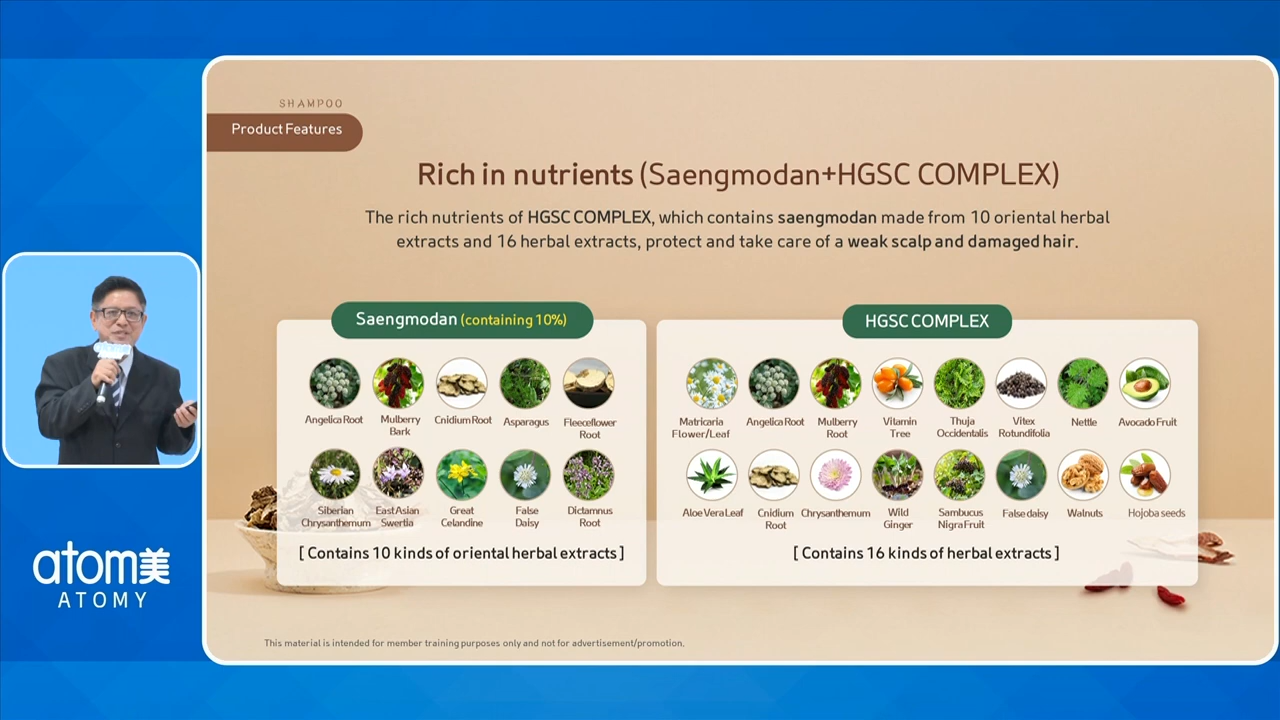 SHAMPOO
Product Features
Rich in nutrients (Saengmodan+HGSC COMPLEX)
The rich nutrients of HGSC COMPLEX, which contains saengmodan made from 10 oriental herbal
extracts and 16 herbal extracts, protect and take care of a weak scalp and damaged hair.
Saengmodan (containing 10%)
Angelica Root
Mulberry
Bark
Cnidium Root
Asparagus
Fleeceflower
Root
Siberian
Chrysanthemum
East Asian
Swertia
Great
Celandine
False
Daisy
Dictamnus
Root
[ Contains 10 kinds of oriental herbal extracts ]
HGSC COMPLEX
Matricaria
Flower/Leaf
Angelica Root
Mulberry
Root
Vitamin
Tree
Thuja
Occidentalis
Vitex
Rotundifolia
Nettle
Avocado Fruit
Aloe Vera Leaf
Cnidium
Root
Chrysanthemum
Wild
Ginger
Sambucus
Nigra Fruit
False daisy
Walnuts
Hojoba seeds
[ Contains 16 kinds of herbal extracts ]
atom美
ATOMY
This material is intended for member training purposes only and not for advertisement/promotion.